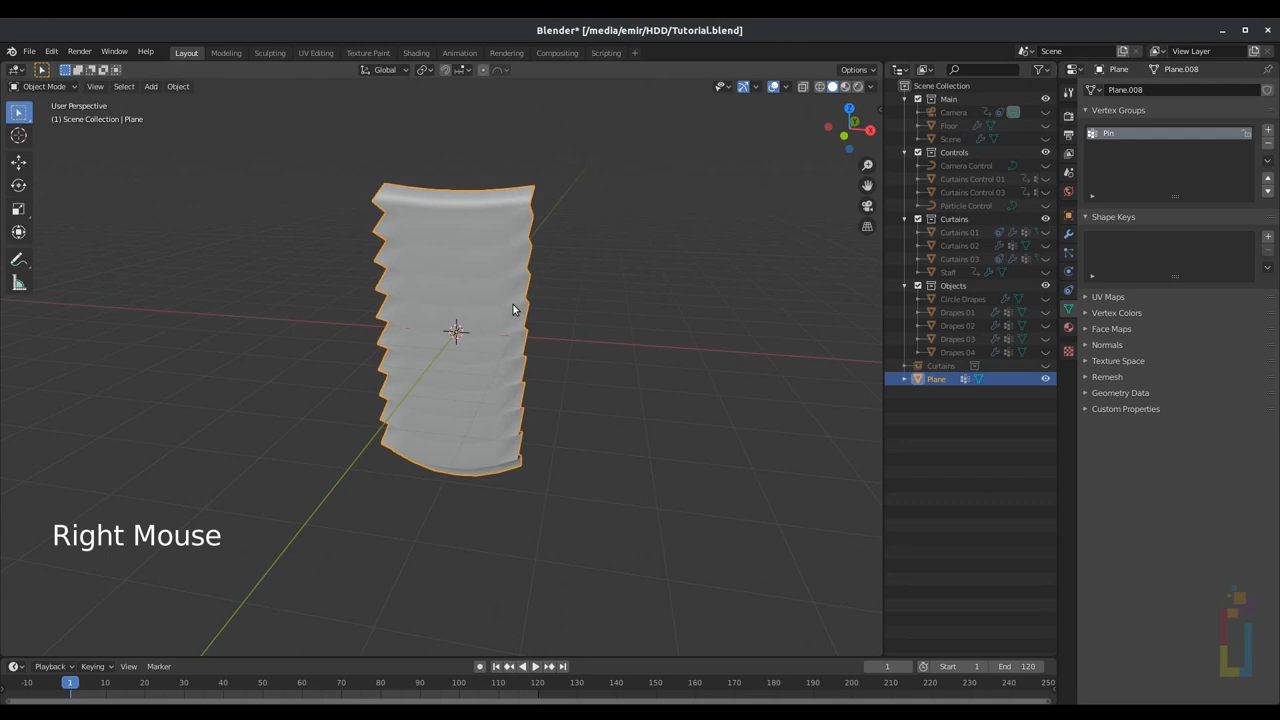 Blender* [/media/emir/HDD/Tutorial.blend]
File Edit Render Window Help Layout Modeling Sculpting UV Editing Texture Paint Shading Animation Rendering Compositing Scripting + Scene View Layer
Global Options
Object Mode View Select Add Object
User Perspective
(1) Scene Collection | Plane
Z
Y
X
Right Mouse
Scene Collection
Main
Camera
Floor
Scene
Controls
Camera Control
Curtains Control 01
Curtains Control 03
Particle Control
Curtains
Curtains 01
Curtains 02
Curtains 03
Staff
Objects
Circle Drapes
Drapes 01
Drapes 02
Drapes 03
Drapes 04
Curtains
Plane
Plane Plane.008
Plane.008
Vertex Groups
Pin
Shape Keys
UV Maps
Vertex Colors
Face Maps
Normals
Texture Space
Remesh
Geometry Data
Custom Properties
Playback Keying View Marker 1 Start 1 End 120
-10 1 10 20 30 40 50 60 70 80 90 100 110 120 130 140 150 160 170 180 190 200 210 220 230 240 250